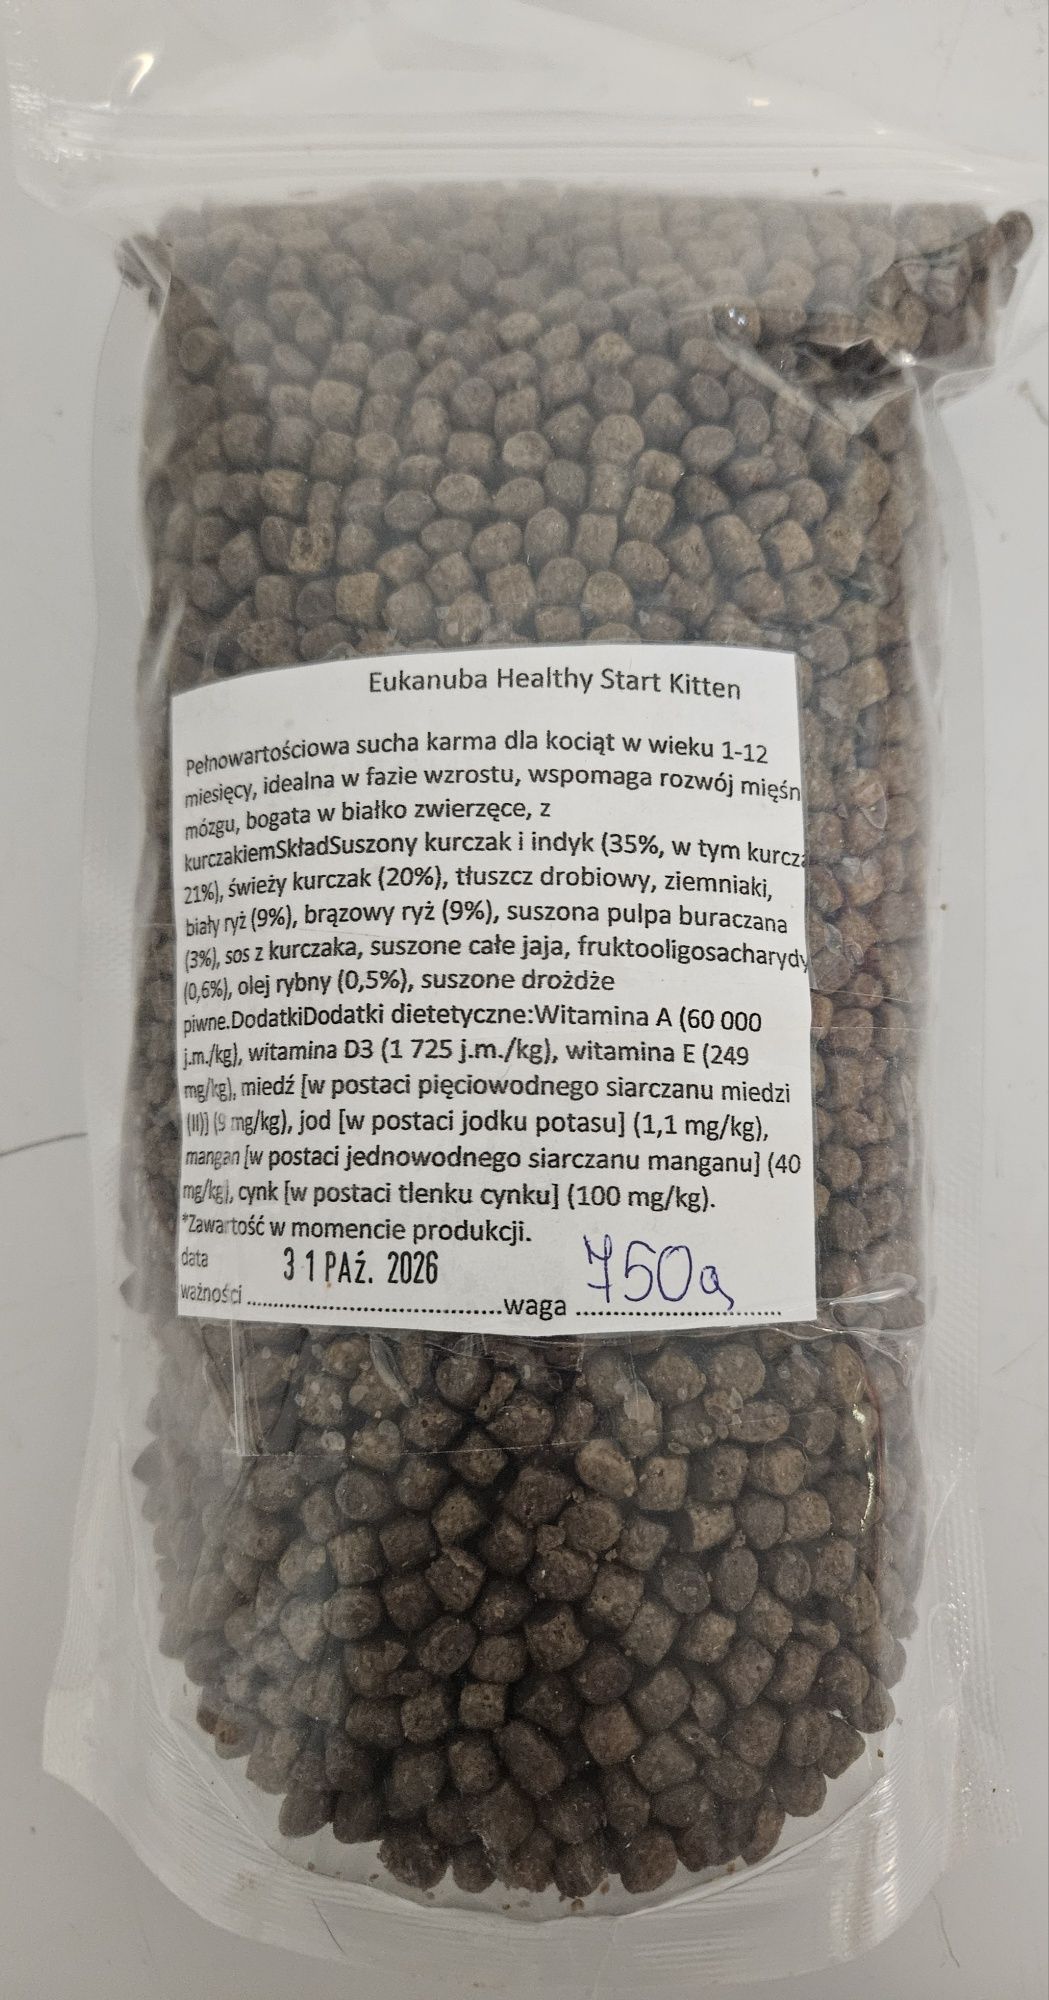 Eukanuba Healthy Start Kitten
Pełnowartościowa sucha karma dla kociąt w wieku 1-12
miesięcy, idealna w fazie wzrostu, wspomaga rozwój mięśn
mózgu, bogata w białko zwierzęce, z
kurczakiemSkładSuszony kurczak i indyk (35%, w tym kurcza
21%), świeży kurczak (20%), tłuszcz drobiowy, ziemniaki,
biały ryż (9%), brązowy ryż (9%), suszona pulpa buraczana
(3%), sos z kurczaka, suszone całe jaja, fruktooligosacharydy
(0,6%), olej rybny (0,5%), suszone drożdże
piwne.DodatkiDodatki dietetyczne:Witamina A (60 000
j.m./kg), witamina D3 (1 725 j.m./kg), witamina E (249
mg/kg), miedź [w postaci pięciowodnego siarczanu miedzi
(II)] (9 mg/kg), jod [w postaci jodku potasu] (1,1 mg/kg),
mangan [w postaci jednowodnego siarczanu manganu] (40
mg/kg), cynk [w postaci tlenku cynku] (100 mg/kg).
*Zawartość w momencie produkcji.
data 31 PAŹ. 2026 750g
ważności ..................................waga ...........................